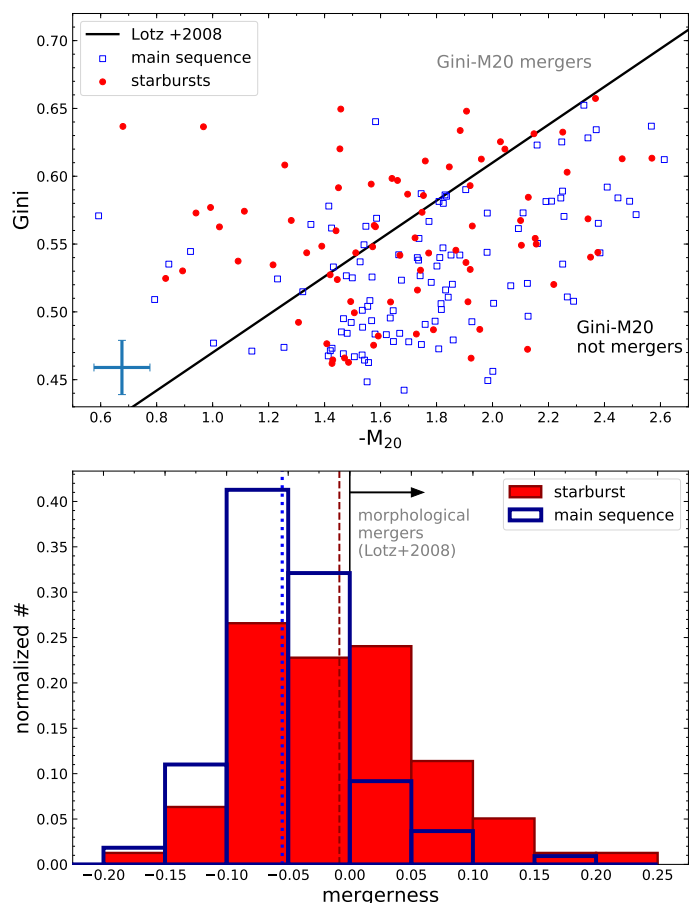 0.70
0.65
0.60
0.55
0.50
0.45
Gini
Lotz +2008
main sequence
starbursts
Gini-M20 mergers
Gini-M20
not mergers
0.6 0.8 1.0 1.2 1.4 1.6 1.8 2.0 2.2 2.4 2.6
-M20
0.40
0.35
0.30
0.25
0.20
0.15
0.10
0.05
0.00
normalized #
morphological
mergers
(Lotz+2008)
starburst
main sequence
−0.20 −0.15 −0.10 −0.05 0.00 0.05 0.10 0.15 0.20 0.25
mergerness